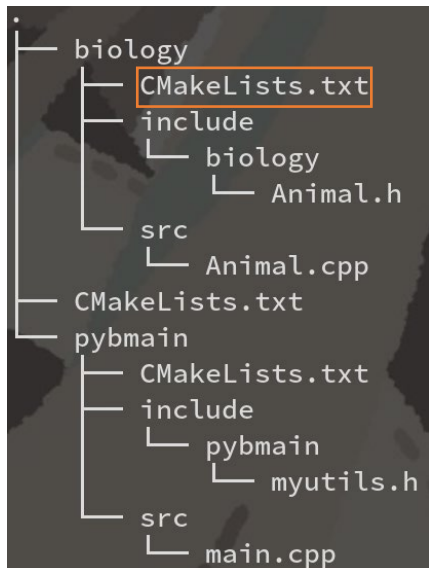 .
biology
CMakeLists.txt
include
biology
Animal.h
src
Animal.cpp
CMakeLists.txt
pybmain
CMakeLists.txt
include
pybmain
myutils.h
src
main.cpp